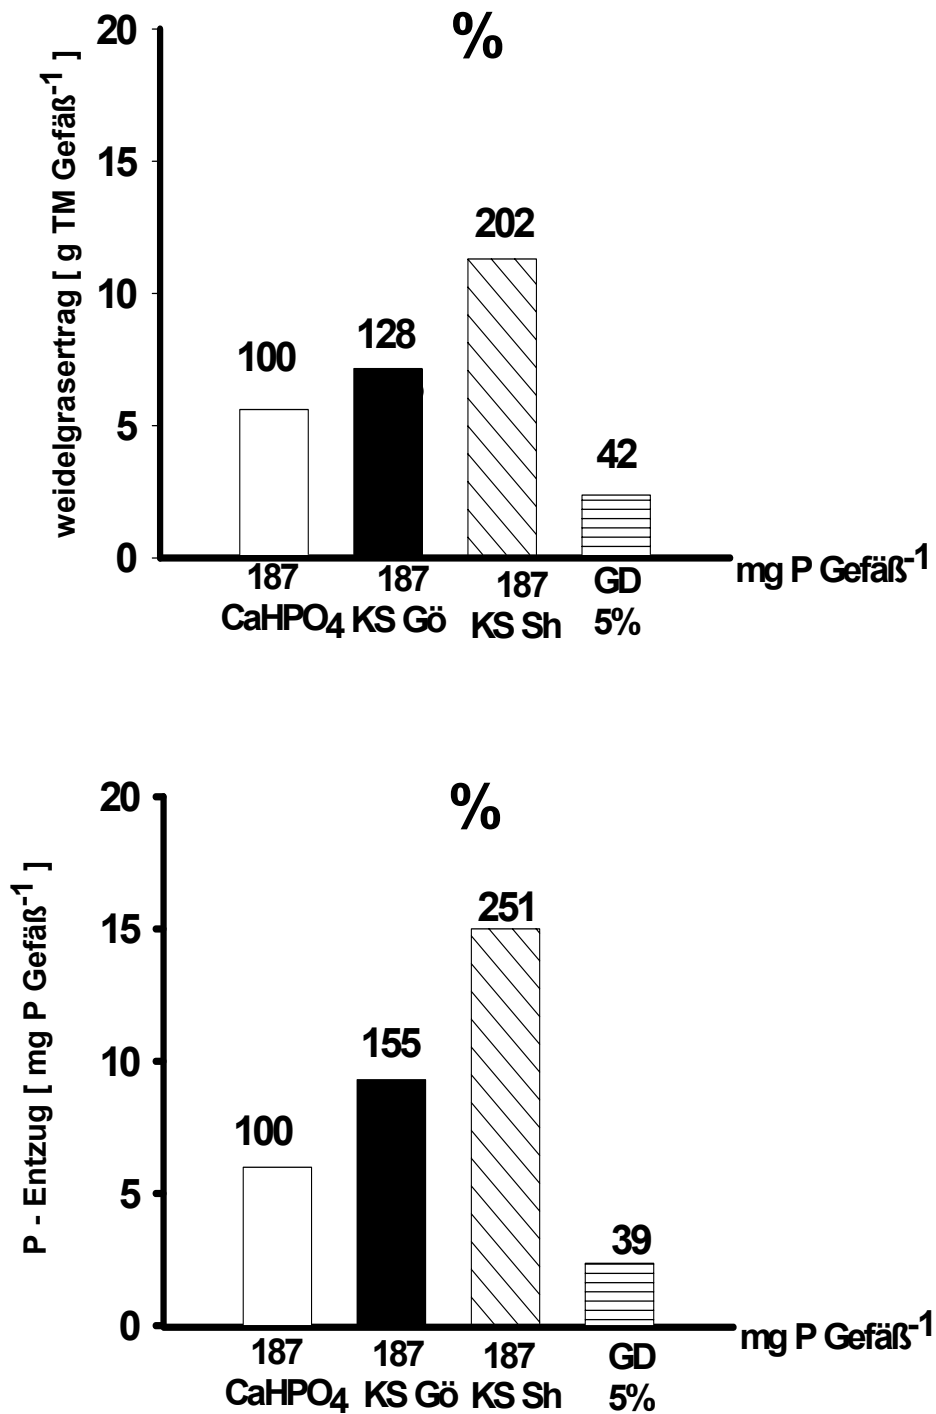 %
weidelgrasertrag [ g TM Gefäß-1 ]
20
15
10
5
0
100
128
202
42
187 187 187 GD
CaHPO4 KS Gö KS Sh 5%
mg P Gefäß-1
%
P - Entzug [ mg P Gefäß-1 ]
20
15
10
5
0
100
155
251
39
187 187 187 GD
CaHPO4 KS Gö KS Sh 5%
mg P Gefäß-1